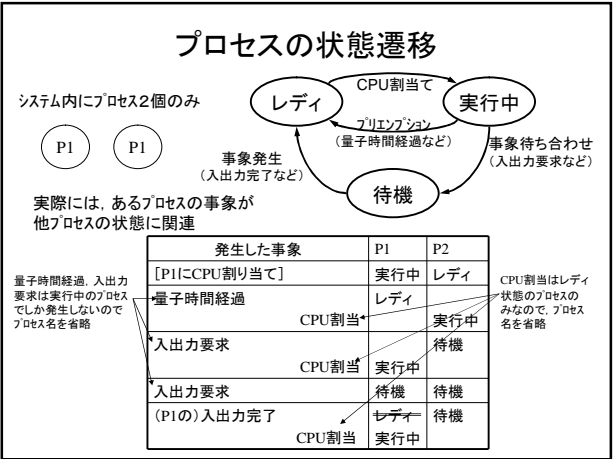 プロセスの状態遷移
システム内にプロセス2個のみ
P1
P1
レディ
CPU割当て
実行中
プリエンプション
(量子時間経過など)
事象発生
(入出力完了など)
事象待ち合わせ
(入出力要求など)
待機
実際には，あるプロセスの事象が
他プロセスの状態に関連
量子時間経過，入出力
要求は実行中のプロセス
でしか発生しないので
プロセス名を省略
発生した事象 P1 P2
[P1にCPU割り当て] 実行中 レディ
量子時間経過 レディ
CPU割当 実行中
入出力要求 待機
CPU割当 実行中
入出力要求 待機 待機
(P1の)入出力完了 レディ 待機
CPU割当 実行中
CPU割当はレディ
状態のプロセスの
みなので，プロセス
名を省略